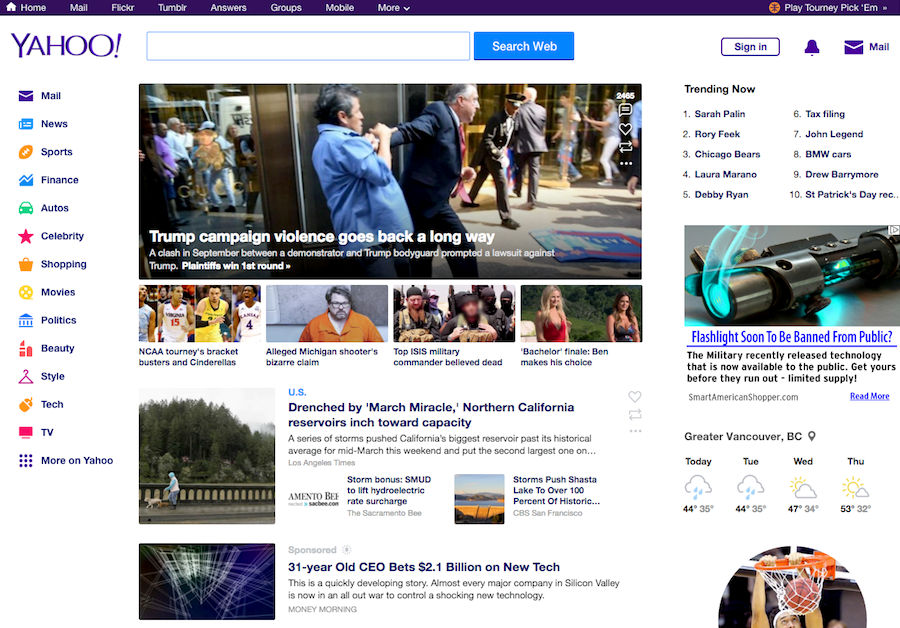 Home Mail Flickr Tumblr Answers Groups Mobile More Play Tourney Pick 'Em »
YAHOO!
Search Web
Sign in
Mail
Mail
News
Sports
Finance
Autos
Celebrity
Shopping
Movies
Politics
Beauty
Style
Tech
TV
More on Yahoo
2465
Trump campaign violence goes back a long way
A clash in September between a demonstrator and Trump bodyguard prompted a lawsuit against
Trump. Plaintiffs win 1st round »
VIRGINIA
15
KANSAS
4
NCAA tourney's bracket
busters and Cinderellas
Alleged Michigan shooter's
bizarre claim
Top ISIS military
commander believed dead
'Bachelor' finale: Ben
makes his choice
U.S.
Drenched by 'March Miracle,' Northern California
reservoirs inch toward capacity
A series of storms pushed California's biggest reservoir past its historical
average for mid-March this weekend and put the second largest one on…
Los Angeles Times
AMENTO BEE
sacbee.com
Storm bonus: SMUD
to lift hydroelectric
rate surcharge
The Sacramento Bee
Storms Push Shasta
Lake To Over 100
Percent Of Historic…
CBS San Francisco
Sponsored
31-year Old CEO Bets $2.1 Billion on New Tech
This is a quickly developing story. Almost every major company in Silicon Valley
is now in an all out war to control a shocking new technology.
MONEY MORNING
Trending Now
1. Sarah Palin
2. Rory Feek
3. Chicago Bears
4. Laura Marano
5. Debby Ryan
6. Tax filing
7. John Legend
8. BMW cars
9. Drew Barrymore
10. St Patrick's Day rec..
Flashlight Soon To Be Banned From Public?
The Military recently released technology
that is now available to the public. Get yours
before they run out - limited supply!
SmartAmericanShopper.com Read More
Greater Vancouver, BC
Today Tue Wed Thu
44° 35° 44° 35° 47° 34° 53° 32°